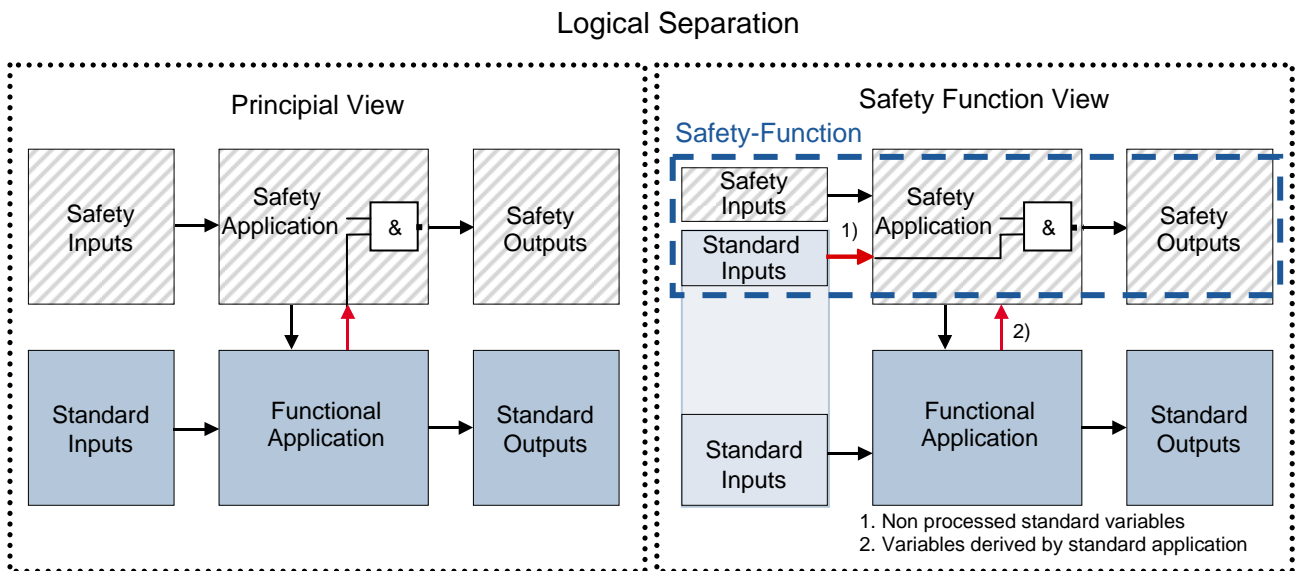 Logical Separation
Principial View
Safety
Inputs
Safety
Application
&
Safety
Outputs
Standard
Inputs
Functional
Application
Standard
Outputs
Safety Function View
Safety-Function
Safety
Inputs
Standard
Inputs
1)
Safety
Application
&
Safety
Outputs
2)
Standard
Inputs
Functional
Application
Standard
Outputs
1. Non processed standard variables
2. Variables derived by standard application